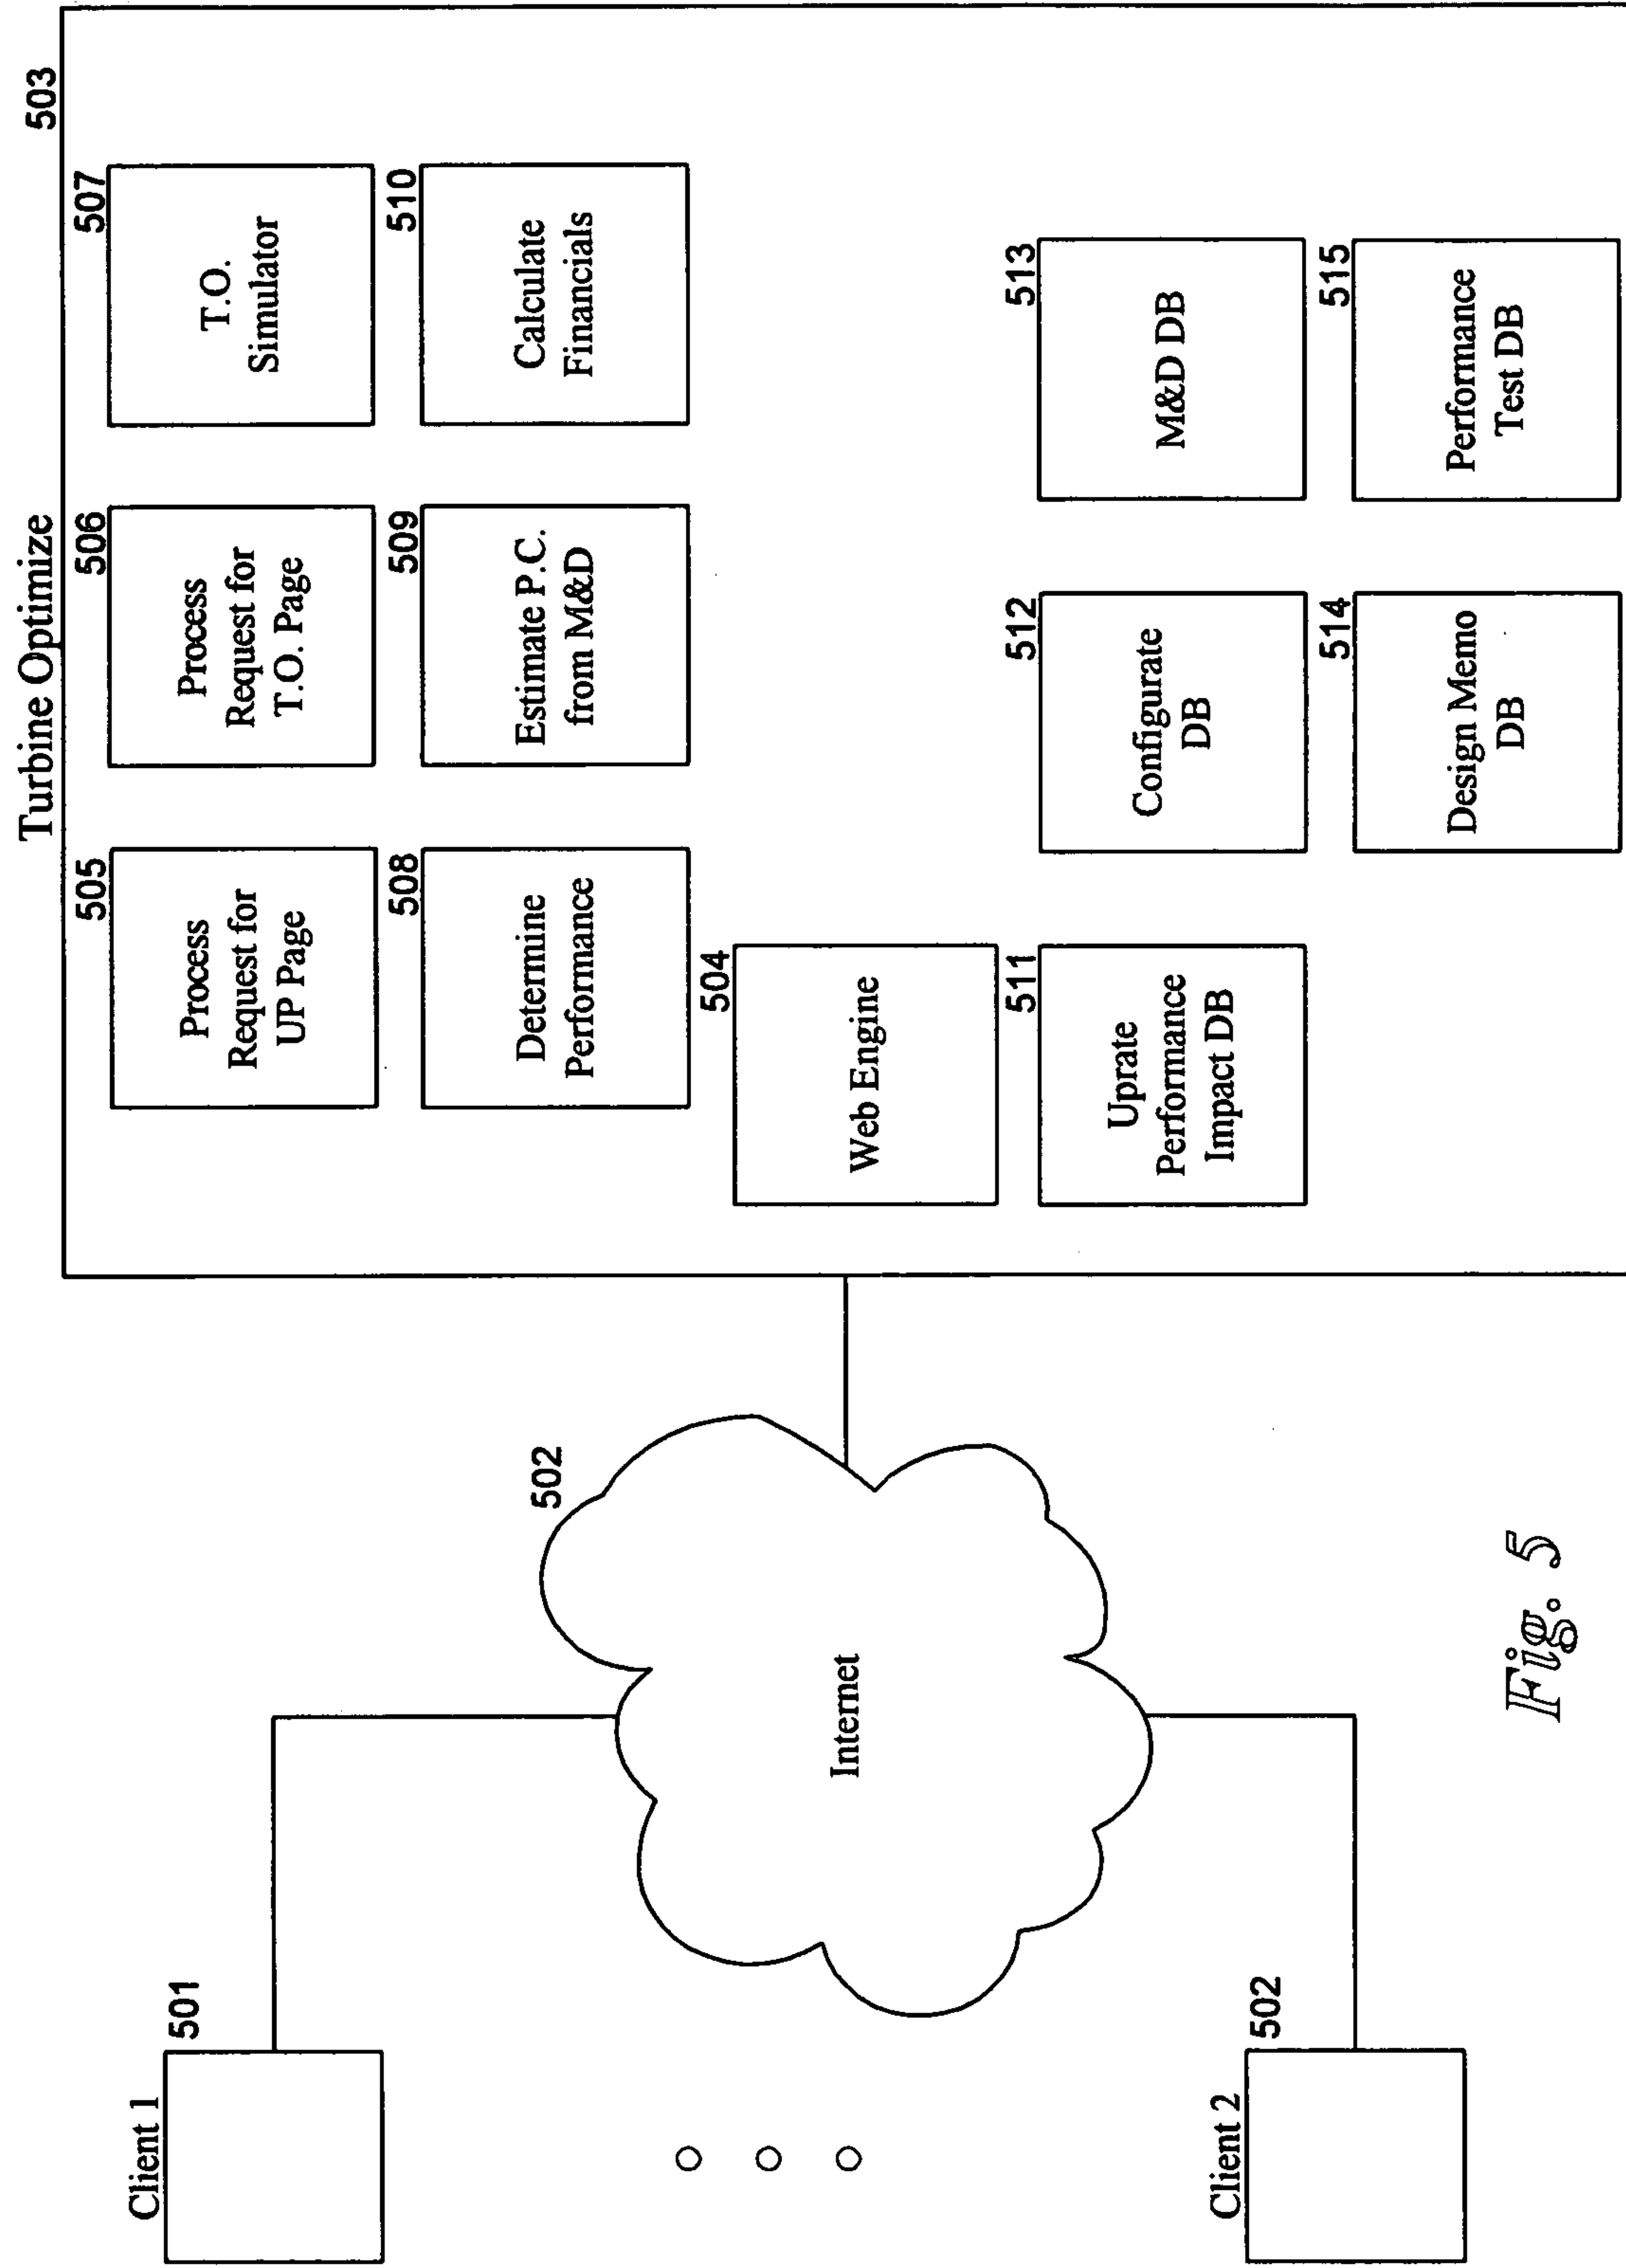 Turbine Optimize
503
Client 1
501
502
Internet
505
Process
Request for
UP Page
506
Process
Request for
T.O. Page
507
T.O.
Simulator
508
Determine
Performance
509
Estimate P.C.
from M&D
510
Calculate
Financials
504
Web Engine
511
Uprate
Performance
Impact DB
512
Configurate
DB
513
M&D DB
514
Design Memo
DB
515
Performance
Test DB
Client 2
502
Fig. 5